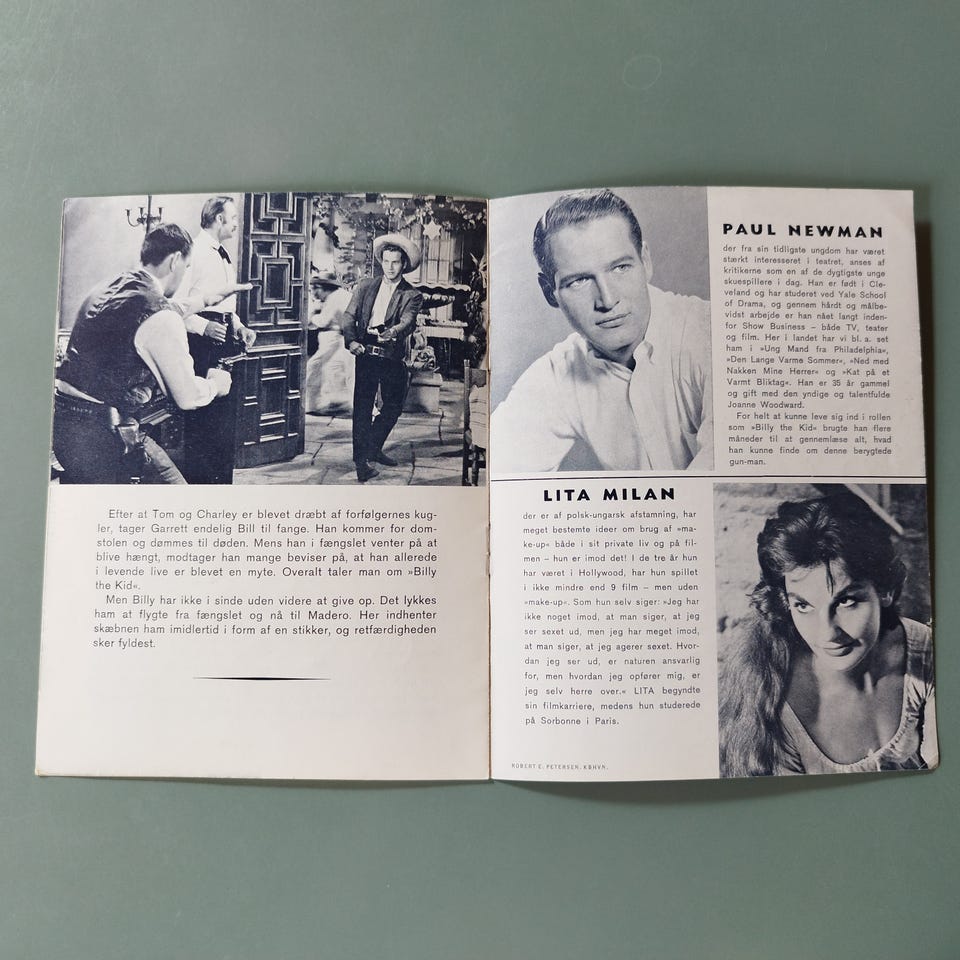 Efter at Tom og Charley er blevet dræbt af forfølgernes kug-
ler, tager Garrett endelig Bill til fange. Han kommer for dom-
stolen og dømmes til døden. Mens han i fængslet venter på at
blive hængt, modtager han mange beviser på, at han allerede
i levende live er blevet en myte. Overalt taler man om »Billy
the Kid«.
Men Billy har ikke i sinde uden videre at give op. Det lykkes
ham at flygte fra fængslet og nå til Madero. Her indhenter
skæbnen ham imidlertid i form af en stikker, og retfærdigheden
sker fyldest.
PAUL NEWMAN
der fra sin tidligste ungdom har været
stærkt interesseret i teatret, anses af
kritikerne som en af de dygtigste unge
skuespillere i dag. Han er født i Cle-
veland og har studeret ved Yale School
of Drama, og gennem hårdt og målbe-
vidst arbejde er han nået langt inden-
for Show Business – både TV, teater
og film. Her i landet har vi bl. a. set
ham i »Ung Mand fra Philadelphia«,
»Den Lange Varme Sommer«, »Ned med
Nakken Mine Herrer« og »Kat på et
Varmt Bliktag«. Han er 35 år gammel
og gift med den yndige og talentfulde
Joanne Woodward.
For helt at kunne leve sig ind i rollen
som »Billy the Kid« brugte han flere
måneder til at gennemlæse alt, hvad
han kunne finde om denne berygtede
gun-man.
LITA MILAN
der er af polsk-ungarsk afstamning, har
meget bestemte ideer om brug af »ma-
ke-up« både i sit private liv og på fil-
men – hun er imod det! I de tre år hun
har været i Hollywood, har hun spillet
i ikke mindre end 9 film – men uden
»make-up«. Som hun selv siger: »Jeg har
ikke noget imod, at man siger, at jeg
ser sexet ud, men jeg har meget imod,
at man siger, at jeg agerer sexet. Hvor-
dan jeg ser ud, er naturen ansvarlig
for, men hvordan jeg opfører mig, er
jeg selv herre over.« LITA begyndte
sin filmkarriere, medens hun studerede
på Sorbonne i Paris.
ROBERT E. PETERSEN, KBHVN.